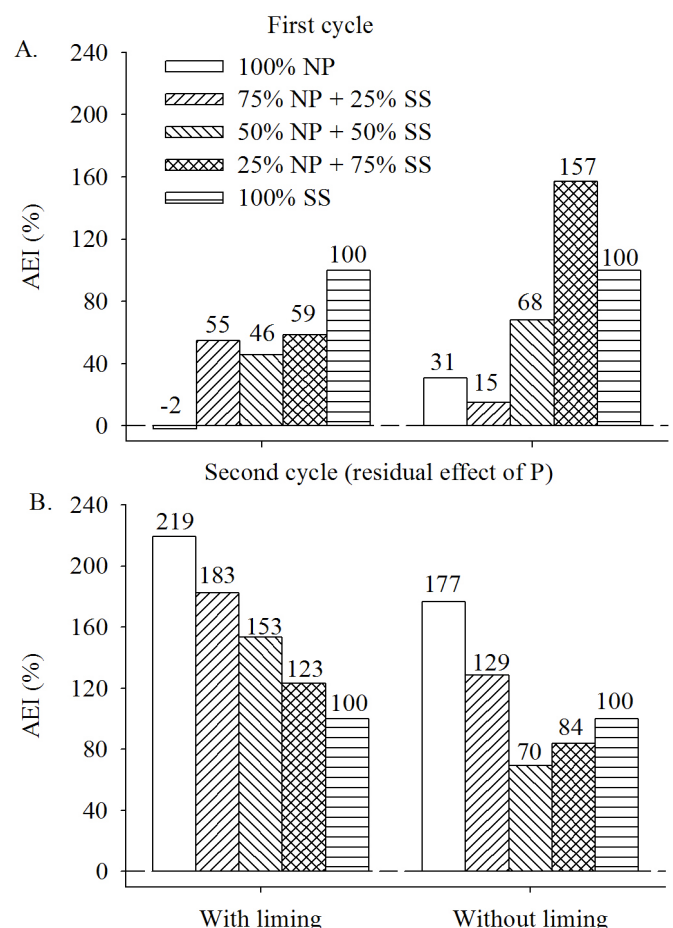 First cycle
A.
240
200
160
120
80
40
0
AEI (%)
100% NP
75% NP + 25% SS
50% NP + 50% SS
25% NP + 75% SS
100% SS
-2
55
46
59
100
31
15
68
157
100
Second cycle (residual effect of P)
B.
240
200
160
120
80
40
0
AEI (%)
219
183
153
123
100
177
129
70
84
100
With liming
Without liming